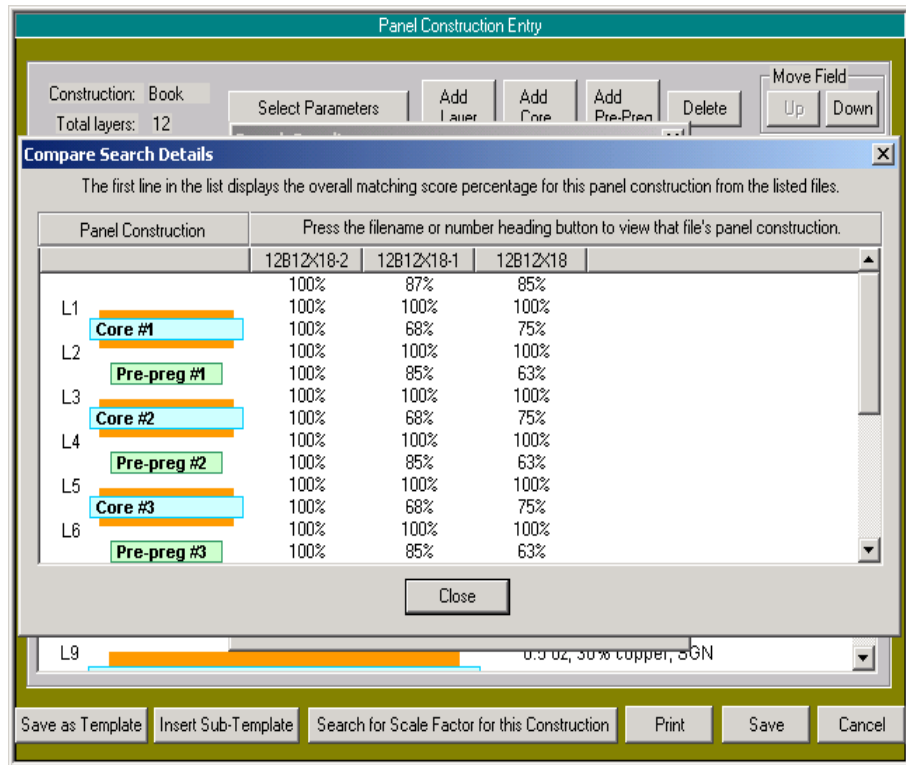 Panel Construction Entry
Construction: Book
Total layers: 12
Select Parameters
Add Layer
Add Core
Add Pre-Preg
Delete
Move Field
Up Down
Compare Search Details
The first line in the list displays the overall matching score percentage for this panel construction from the listed files.
Panel Construction Press the filename or number heading button to view that file's panel construction.
12B12X18-2 12B12X18-1 12B12X18
100% 87% 85%
L1 100% 100% 100%
Core #1 100% 68% 75%
L2 100% 100% 100%
Pre-preg #1 100% 85% 63%
L3 100% 100% 100%
Core #2 100% 68% 75%
L4 100% 100% 100%
Pre-preg #2 100% 85% 63%
L5 100% 100% 100%
Core #3 100% 68% 75%
L6 100% 100% 100%
Pre-preg #3 100% 85% 63%
Close
L9 0.5 oz, 30% copper, SGN
Save as Template Insert Sub-Template Search for Scale Factor for this Construction Print Save Cancel